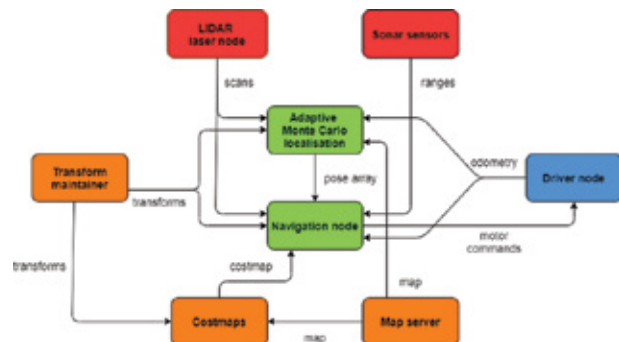 LIDAR
laser node
Sonar sensors
scans
ranges
Adaptive
Monte Carlo
localisation
odometry
Transform
maintainer
transforms
pose array
Driver node
Navigation node
motor
commands
transforms
costmap
map
Costmaps
map
Map server